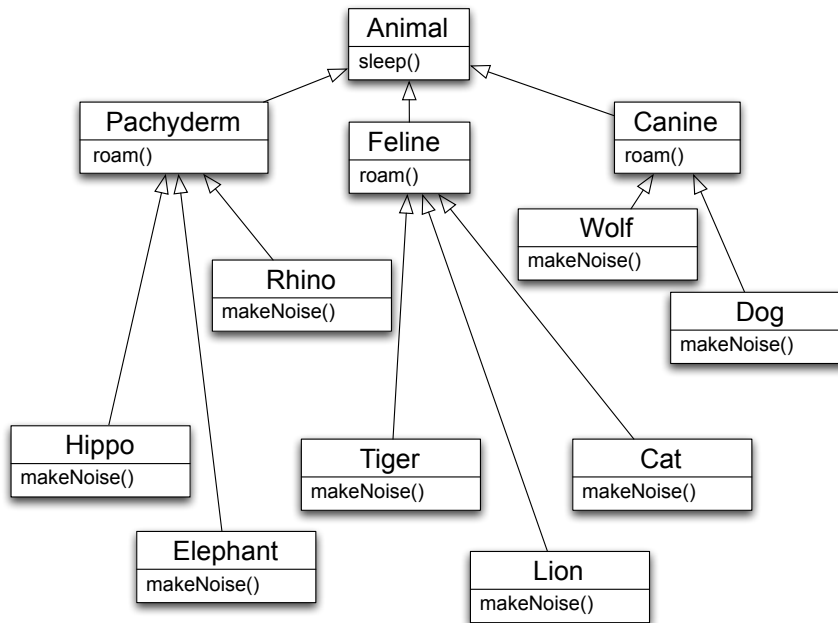 Animal
sleep()
Pachyderm
roam()
Feline
roam()
Canine
roam()
Wolf
makeNoise()
Rhino
makeNoise()
Dog
makeNoise()
Hippo
makeNoise()
Tiger
makeNoise()
Cat
makeNoise()
Elephant
makeNoise()
Lion
makeNoise()